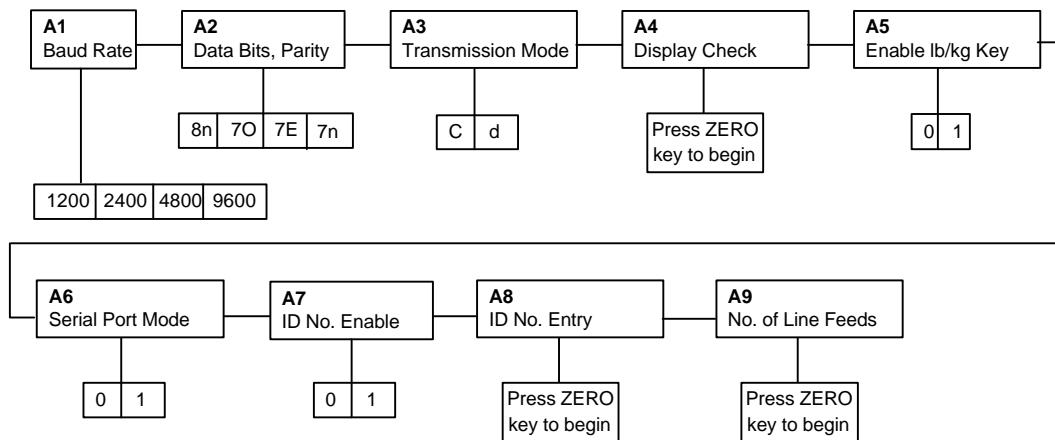 A1
Baud Rate
A2
Data Bits, Parity
A3
Transmission Mode
A4
Display Check
A5
Enable lb/kg Key
8n 7O 7E 7n
C d
Press ZERO
key to begin
0 1
1200 2400 4800 9600
A6
Serial Port Mode
A7
ID No. Enable
A8
ID No. Entry
A9
No. of Line Feeds
0 1
0 1
Press ZERO
key to begin
Press ZERO
key to begin